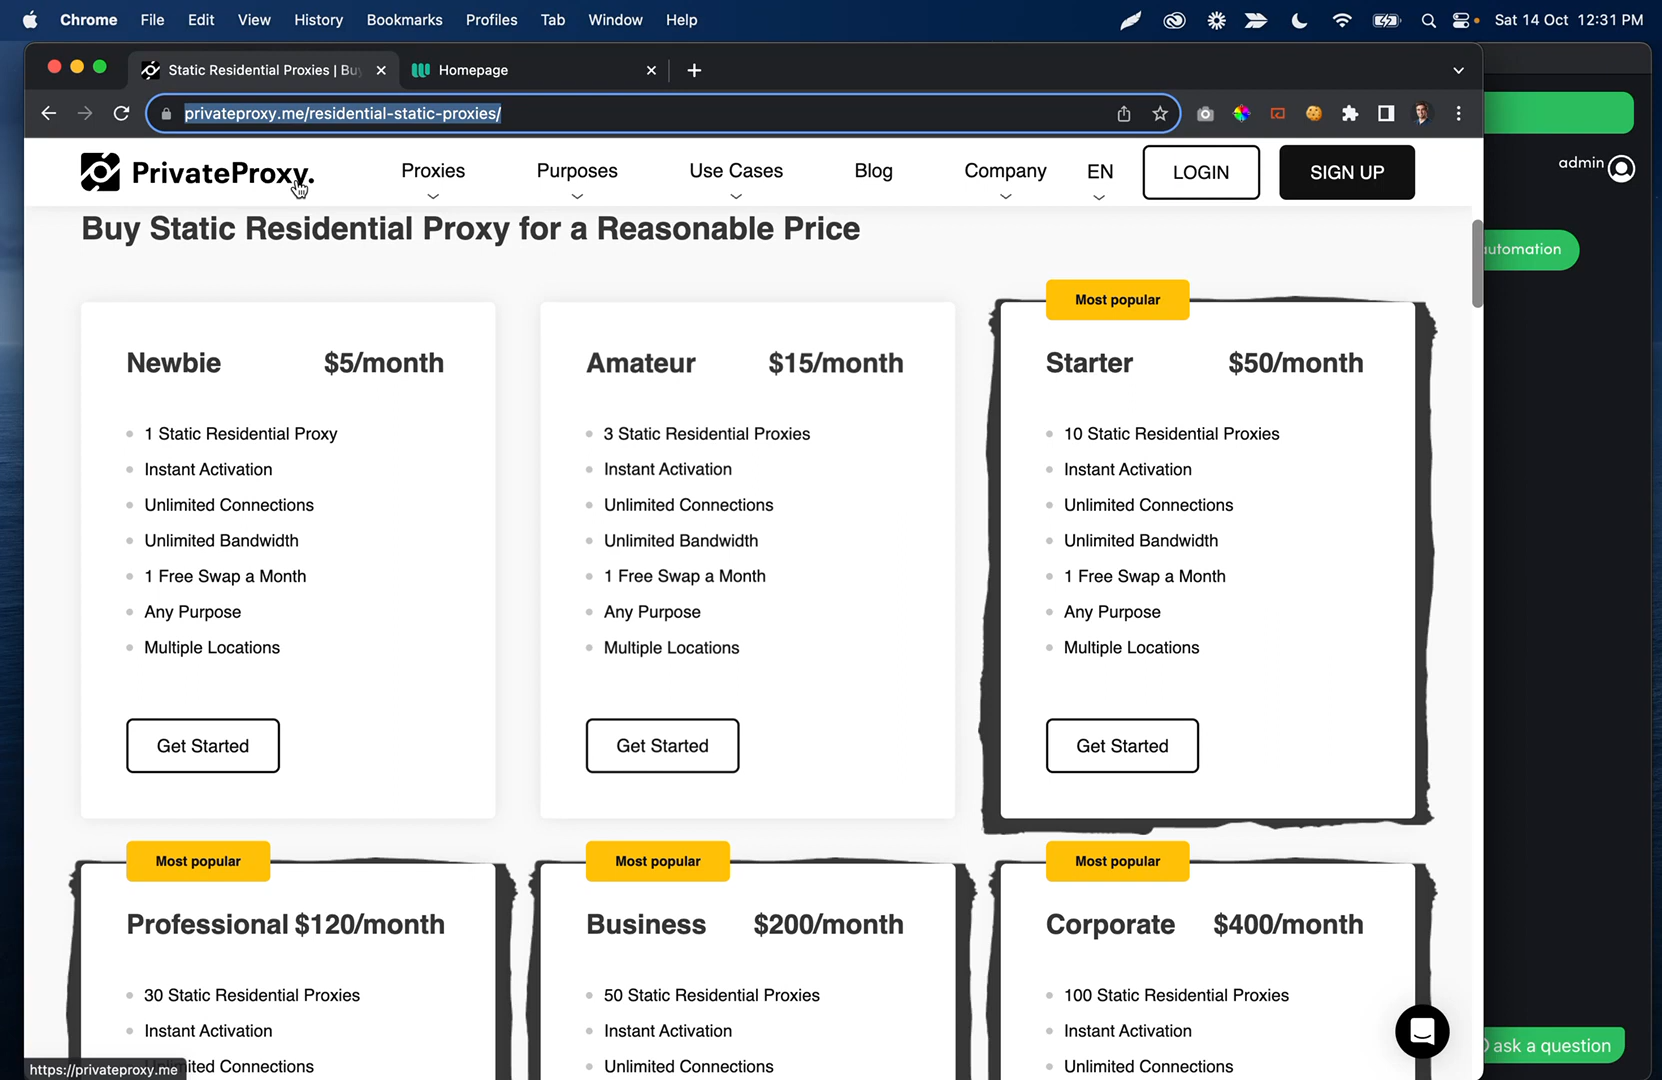 Chrome File Edit View History Bookmarks Profiles Tab Window Help Sat 14 Oct 12:31 PM
Static Residential Proxies | Bu Homepage
privateproxy.me/residential-static-proxies/
PrivateProxy. Proxies Purposes Use Cases Blog Company EN LOGIN SIGN UP
admin
automation
Buy Static Residential Proxy for a Reasonable Price
Newbie $5/month
1 Static Residential Proxy
Instant Activation
Unlimited Connections
Unlimited Bandwidth
1 Free Swap a Month
Any Purpose
Multiple Locations
Get Started
Amateur $15/month
3 Static Residential Proxies
Instant Activation
Unlimited Connections
Unlimited Bandwidth
1 Free Swap a Month
Any Purpose
Multiple Locations
Get Started
Most popular
Starter $50/month
10 Static Residential Proxies
Instant Activation
Unlimited Connections
Unlimited Bandwidth
1 Free Swap a Month
Any Purpose
Multiple Locations
Get Started
Most popular
Professional $120/month
30 Static Residential Proxies
Instant Activation
Unlimited Connections
Most popular
Business $200/month
50 Static Residential Proxies
Instant Activation
Unlimited Connections
Most popular
Corporate $400/month
100 Static Residential Proxies
Instant Activation
Unlimited Connections
ask a question
https://privateproxy.me